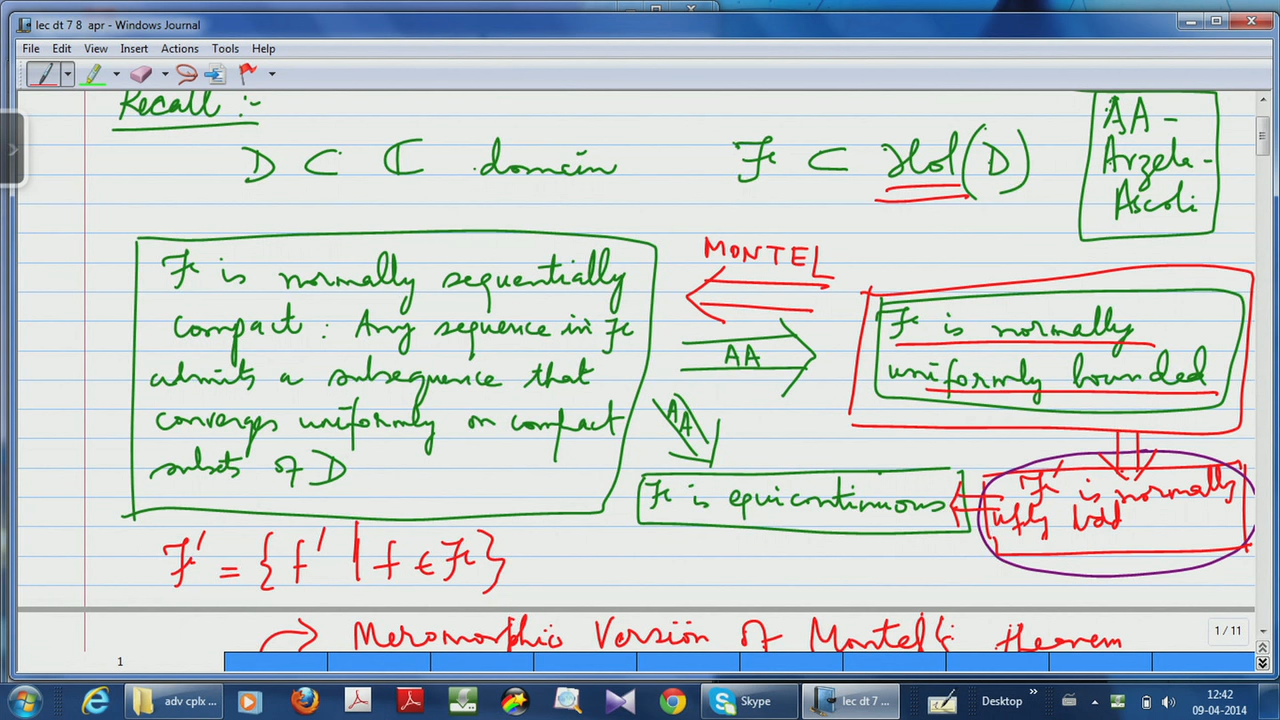 lec dt 7 8 apr - Windows Journal
File Edit View Insert Actions Tools Help
Recall :-
D ⊂ ℂ domain ℱ ⊂ Hol(D)
AA -
Arzela-
Ascoli
ℱ is normally sequentially
compact : Any sequence in ℱ
admits a subsequence that
converges uniformly on compact
subsets of D
MONTEL
AA
AA
ℱ is normally
uniformly bounded
ℱ is equicontinuous
ℱ' is normally
ufly bdd
ℱ' = {f' | f ∈ ℱ}
→ Meromorphic Version of Montel's theorem
1 / 11
1
adv cplx ...
Skype
lec dt 7 ...
Desktop
12:42
09-04-2014